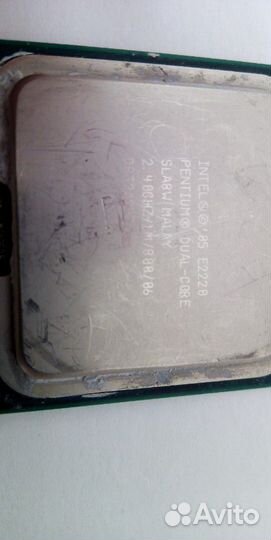 INTEL® ©'05 E2220
PENTIUM® DUAL-CORE
SLA8W MALAY
2.40GHZ/1M/800/06
Avito